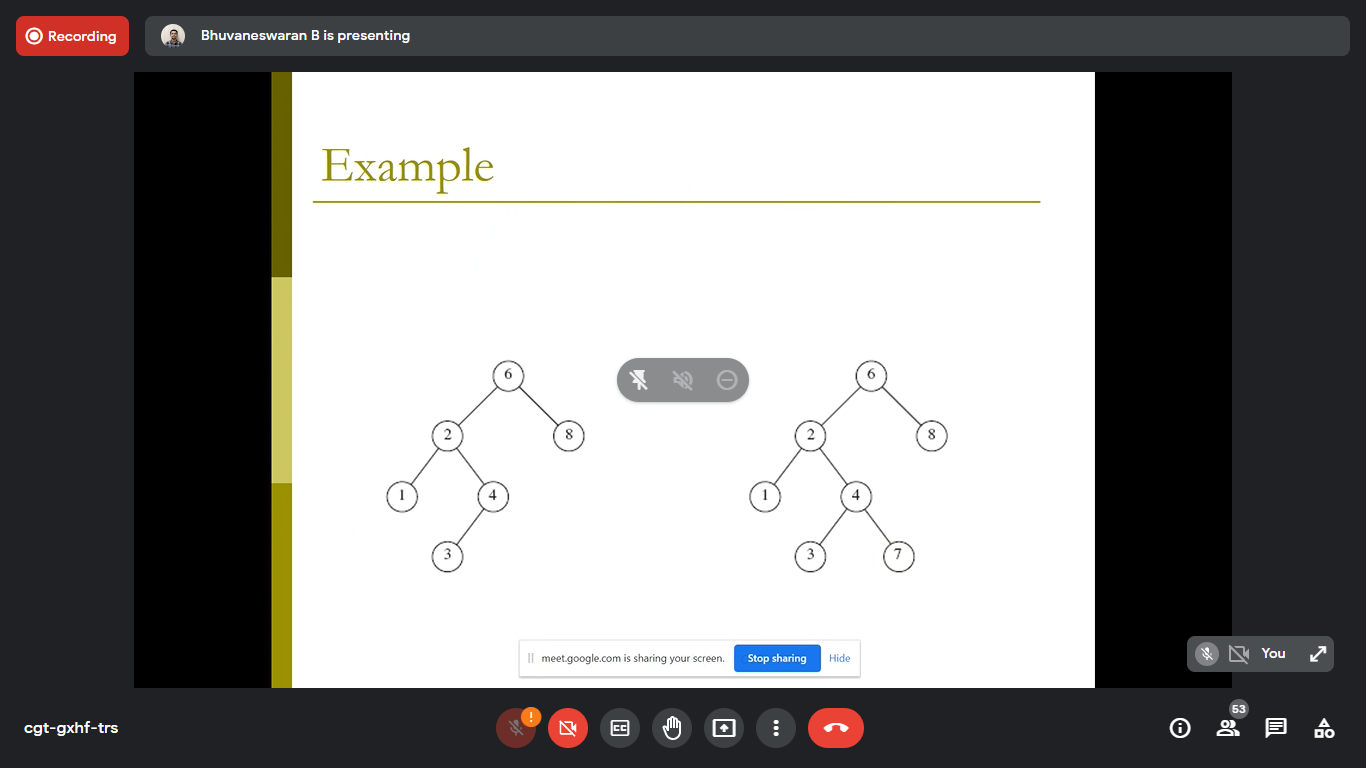 Recording
Bhuvaneswaran B is presenting
Example
6 6
2 8 2 8
1 4 1 4
3 3 7
meet.google.com is sharing your screen. Stop sharing Hide
You
cgt-gxhf-trs
! CC 53